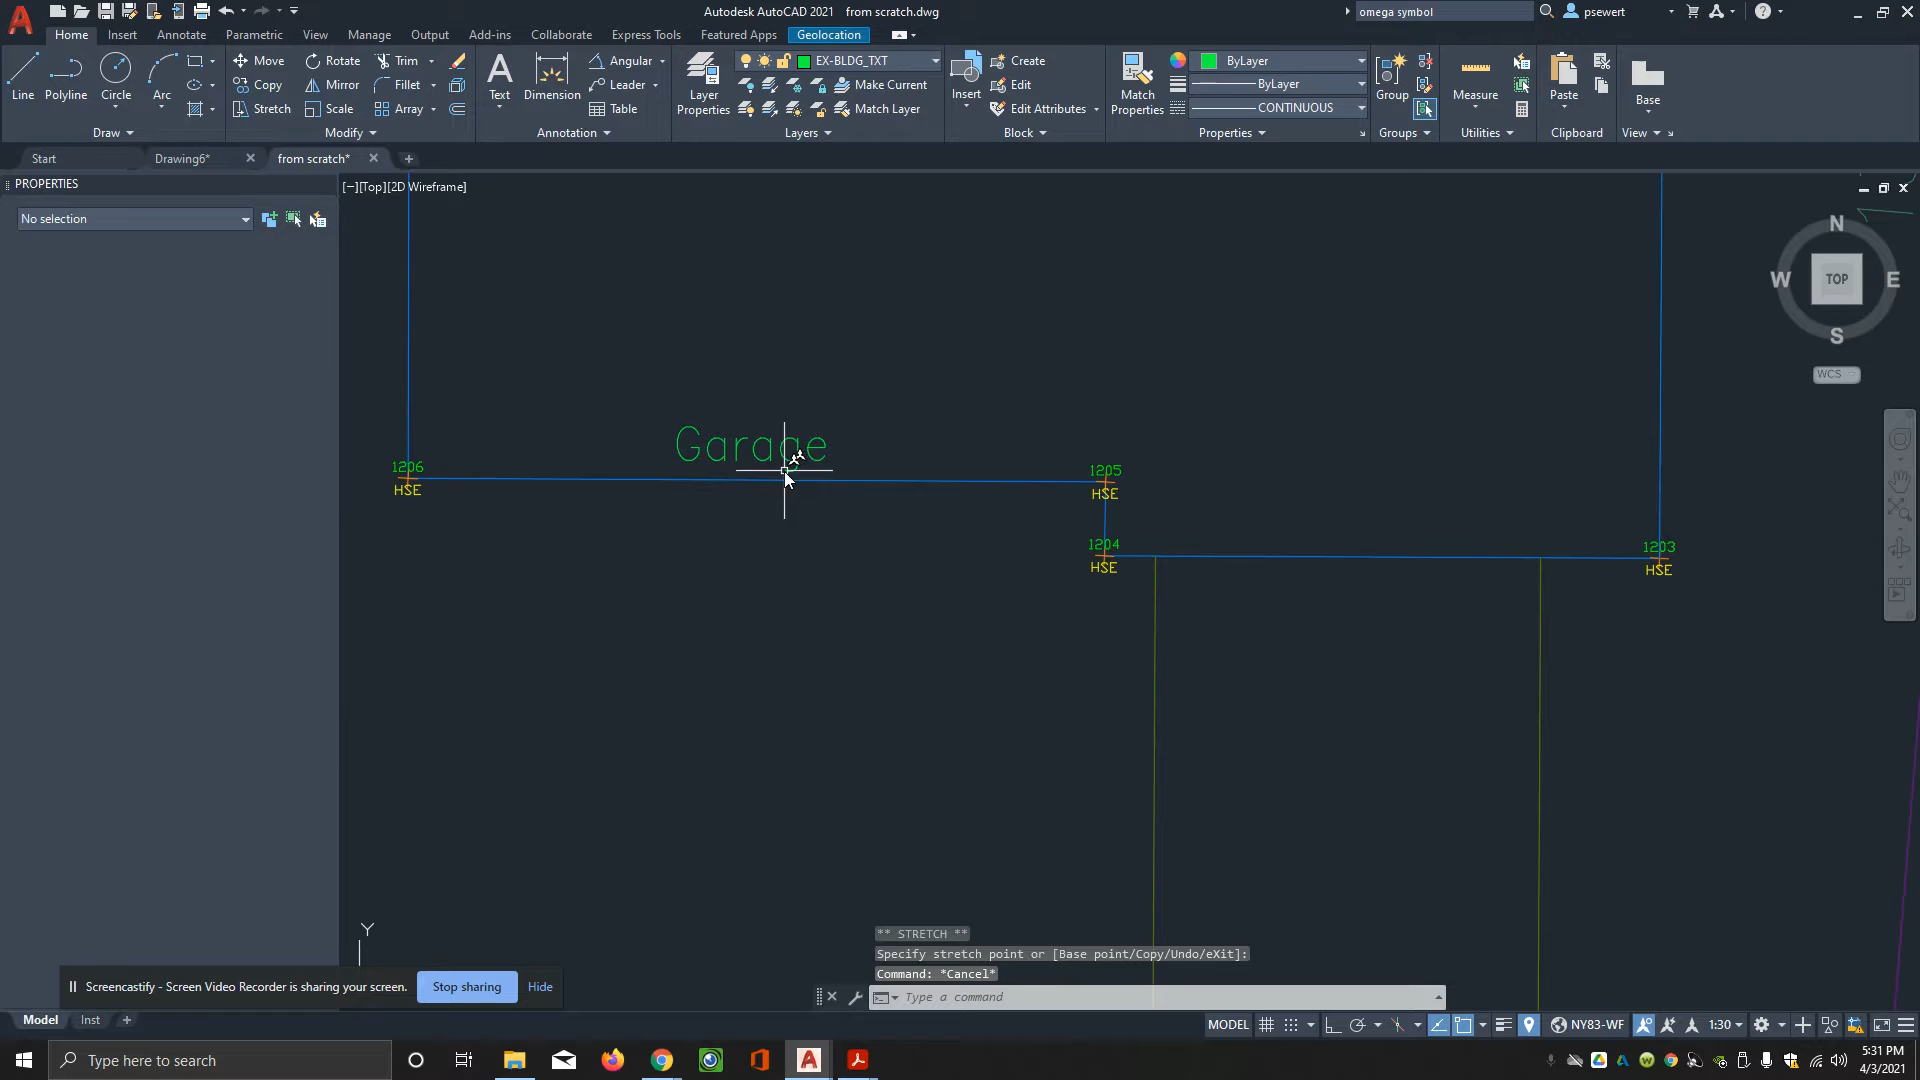 Autodesk AutoCAD 2021 from scratch.dwg
omega symbol
psewert
Home Insert Annotate Parametric View Manage Output Add-ins Collaborate Express Tools Featured Apps Geolocation
Line Polyline Circle Arc
Move Rotate Trim
Copy Mirror Fillet
Stretch Scale Array
Text Dimension
Angular
Leader
Table
Layer Properties
EX-BLDG_TXT
Make Current
Match Layer
Insert
Create
Edit
Edit Attributes
Match Properties
ByLayer
ByLayer
CONTINUOUS
Group
Measure
Paste
Base
Draw Modify Annotation Layers Block Properties Groups Utilities Clipboard View
Start Drawing6* from scratch*
PROPERTIES
No selection
[−][Top][2D Wireframe]
N
W TOP E
S
WCS
Garage
1206
HSE
1205
HSE
1204
HSE
1203
HSE
Y
** STRETCH **
Specify stretch point or [Base point/Copy/Undo/eXit]:
Command: *Cancel*
Type a command
Screencastify - Screen Video Recorder is sharing your screen. Stop sharing Hide
Model Inst
MODEL NY83-WF 1:30
Type here to search
5:31 PM
4/3/2021